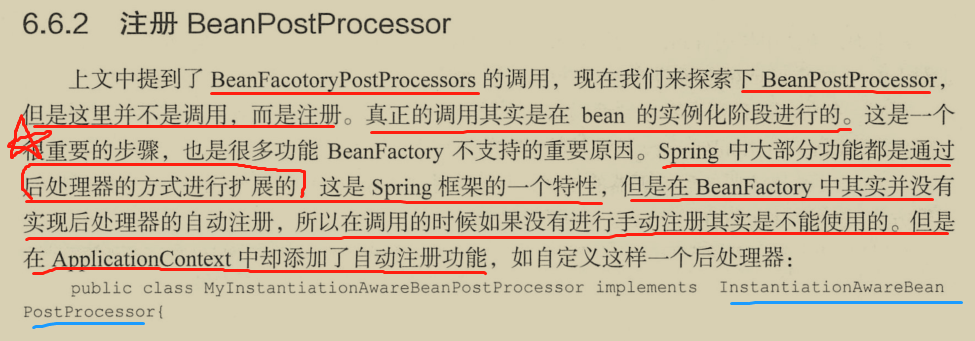 6.6.2 注册 BeanPostProcessor
上文中提到了 BeanFacotoryPostProcessors 的调用，现在我们来探索下 BeanPostProcessor，
但是这里并不是调用，而是注册。真正的调用其实是在 bean 的实例化阶段进行的。这是一个
重要的步骤，也是很多功能 BeanFactory 不支持的重要原因。Spring 中大部分功能都是通过
后处理器的方式进行扩展的 这是 Spring 框架的一个特性，但是在 BeanFactory 中其实并没有
实现后处理器的自动注册，所以在调用的时候如果没有进行手动注册其实是不能使用的。但是
在 ApplicationContext 中却添加了自动注册功能，如自定义这样一个后处理器：
public class MyInstantiationAwareBeanPostProcessor implements InstantiationAwareBean
PostProcessor{